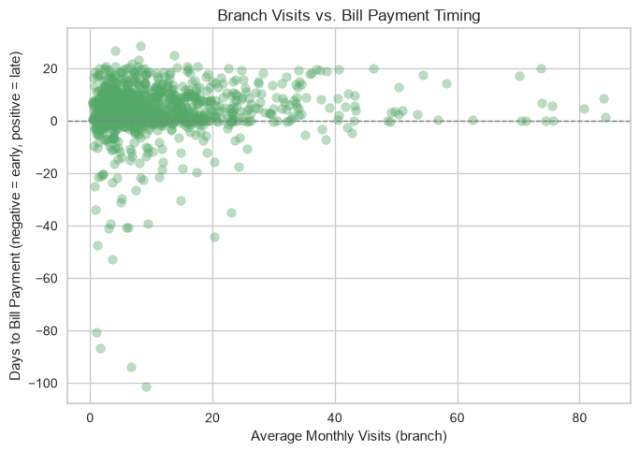 Branch Visits vs. Bill Payment Timing
Days to Bill Payment (negative = early, positive = late)
20
0
−20
−40
−60
−80
−100
0 20 40 60 80
Average Monthly Visits (branch)